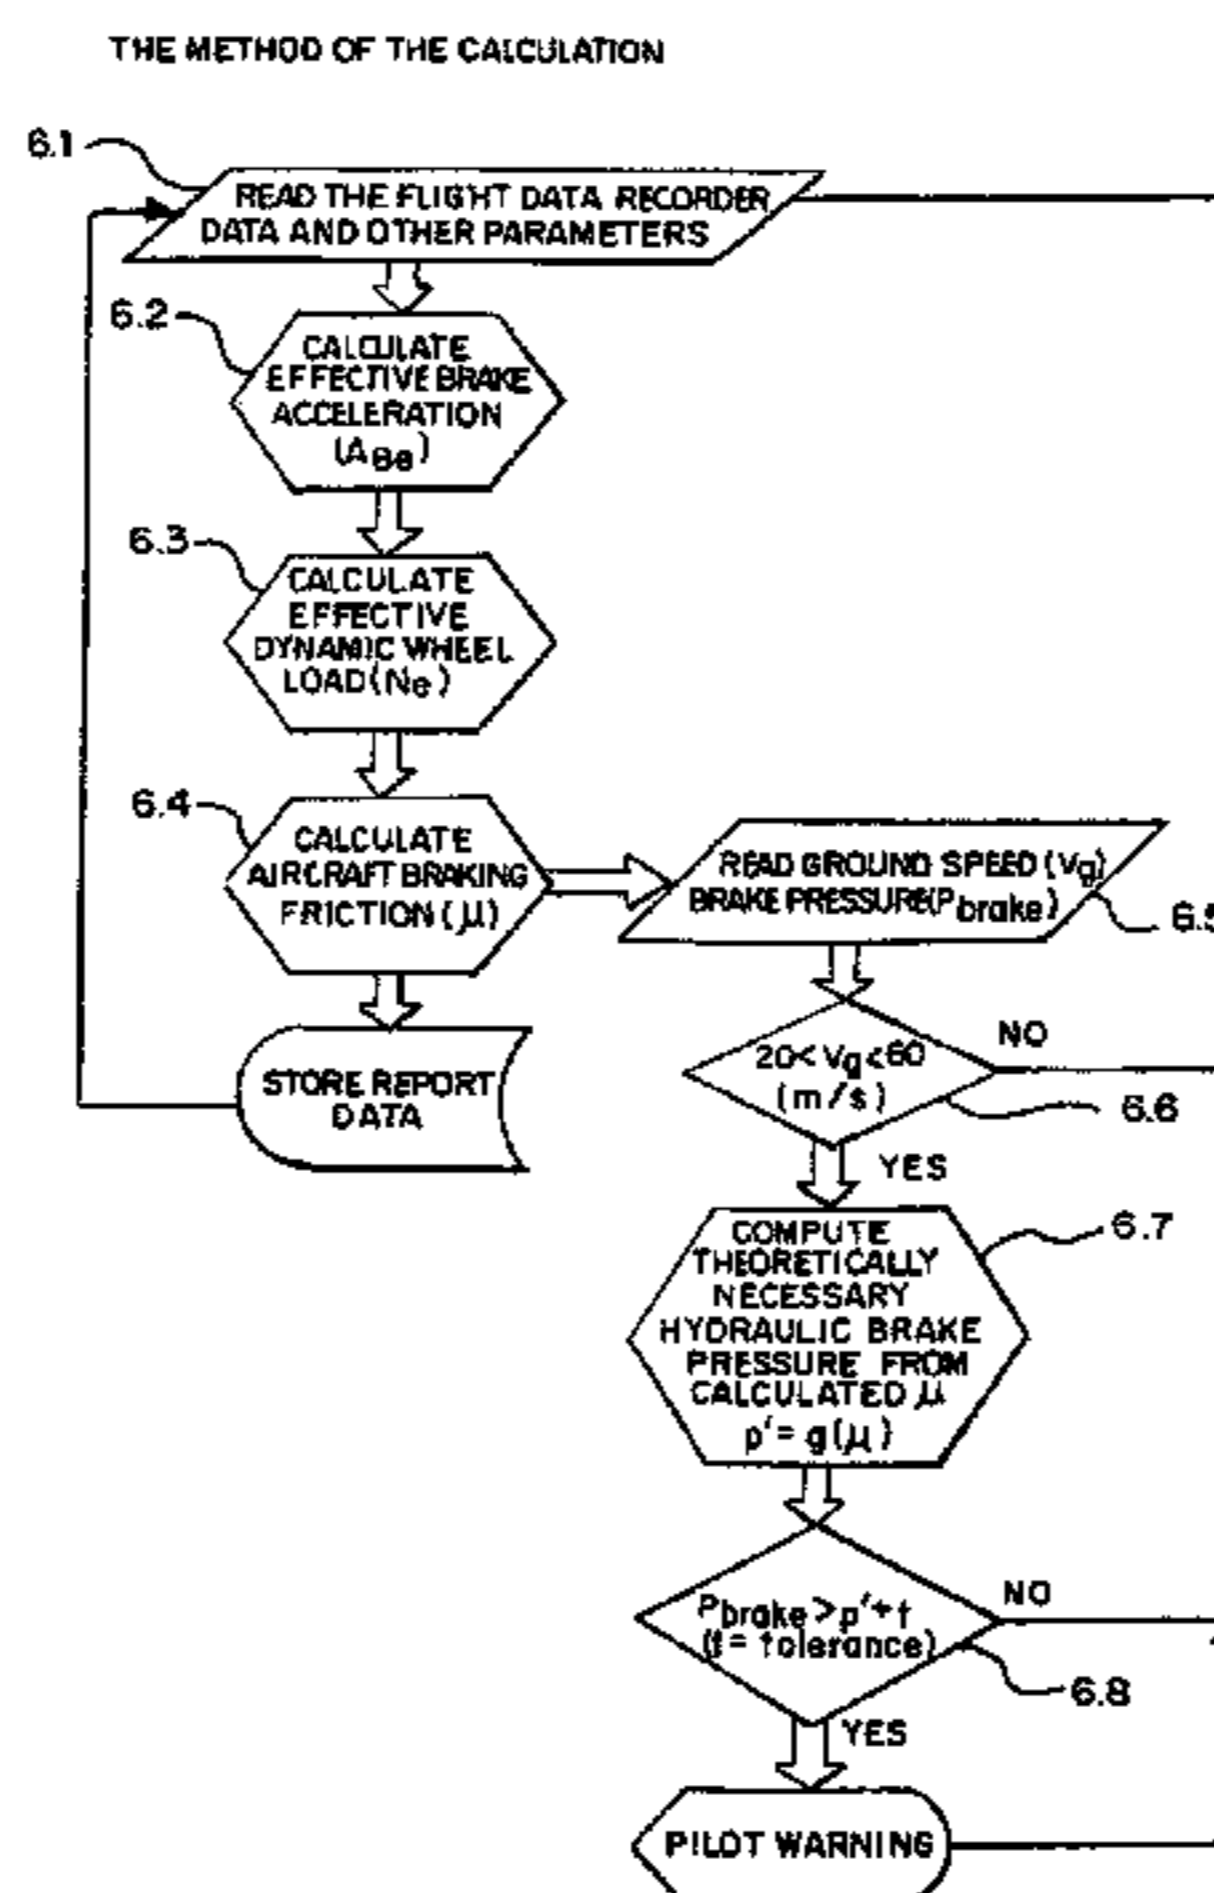 THE METHOD OF THE CALCULATION
6.1
READ THE FLIGHT DATA RECORDER
DATA AND OTHER PARAMETERS
6.2
CALCULATE
EFFECTIVE BRAKE
ACCELERATION
(ABe)
6.3
CALCULATE
EFFECTIVE
DYNAMIC WHEEL
LOAD (Ne)
6.4
CALCULATE
AIRCRAFT BRAKING
FRICTION (μ)
READ GROUND SPEED (Vg)
BRAKE PRESSURE (Pbrake)
6.5
STORE REPORT
DATA
20< Vg <60
(m/s)
NO
6.6
YES
COMPUTE
THEORETICALLY
NECESSARY
HYDRAULIC BRAKE
PRESSURE FROM
CALCULATED μ
p' = g(μ)
6.7
Pbrake > p'+t
(t = tolerance)
NO
6.8
YES
PILOT WARNING